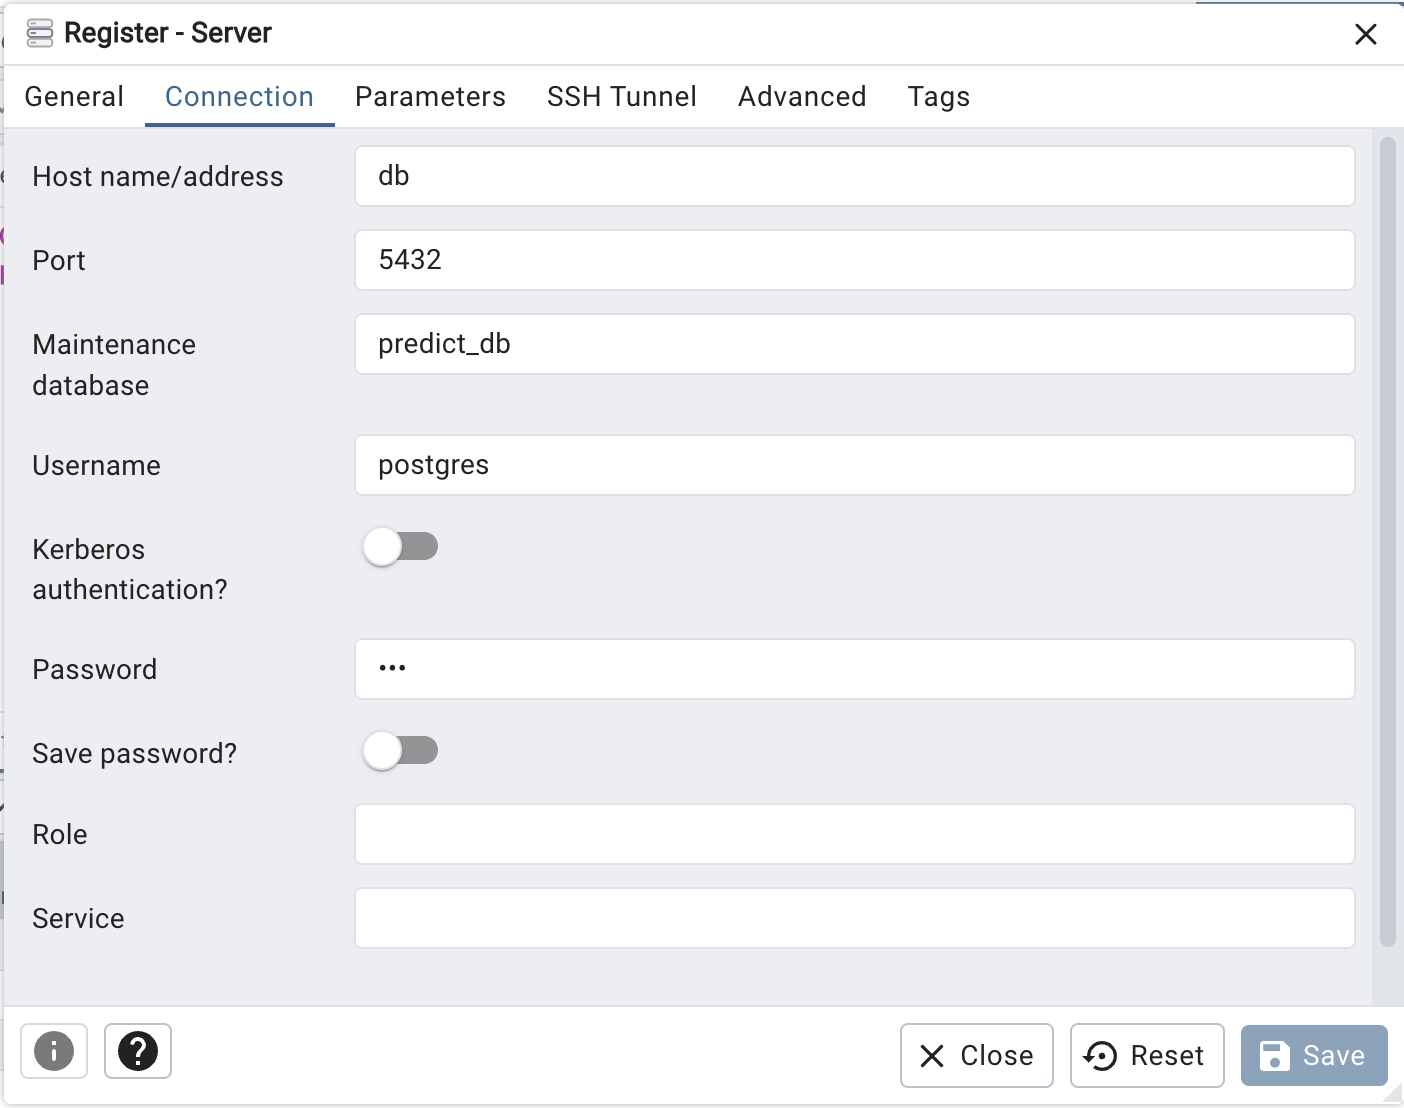 Register - Server
General Connection Parameters SSH Tunnel Advanced Tags
Host name/address db
Port 5432
Maintenance database predict_db
Username postgres
Kerberos authentication?
Password •••
Save password?
Role
Service
Close Reset Save